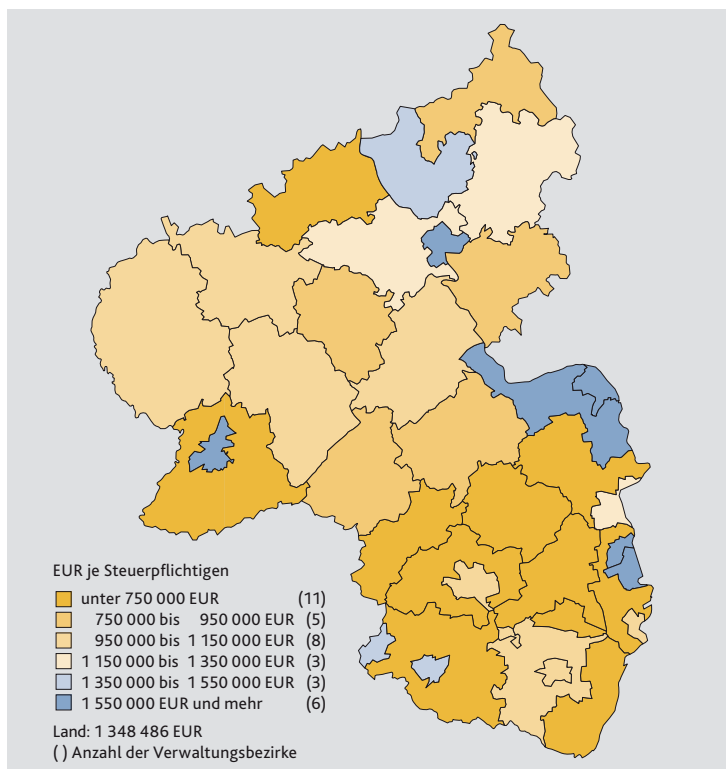 EUR je Steuerpflichtigen
unter 750 000 EUR (11)
750 000 bis 950 000 EUR (5)
950 000 bis 1 150 000 EUR (8)
1 150 000 bis 1 350 000 EUR (3)
1 350 000 bis 1 550 000 EUR (3)
1 550 000 EUR und mehr (6)
Land: 1 348 486 EUR
( ) Anzahl der Verwaltungsbezirke